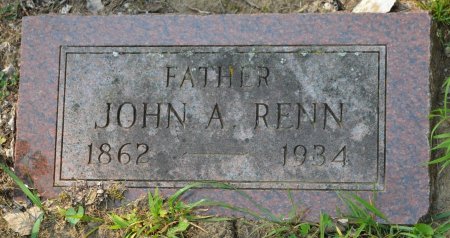 FATHER
JOHN A. RENN
1862 — 1934